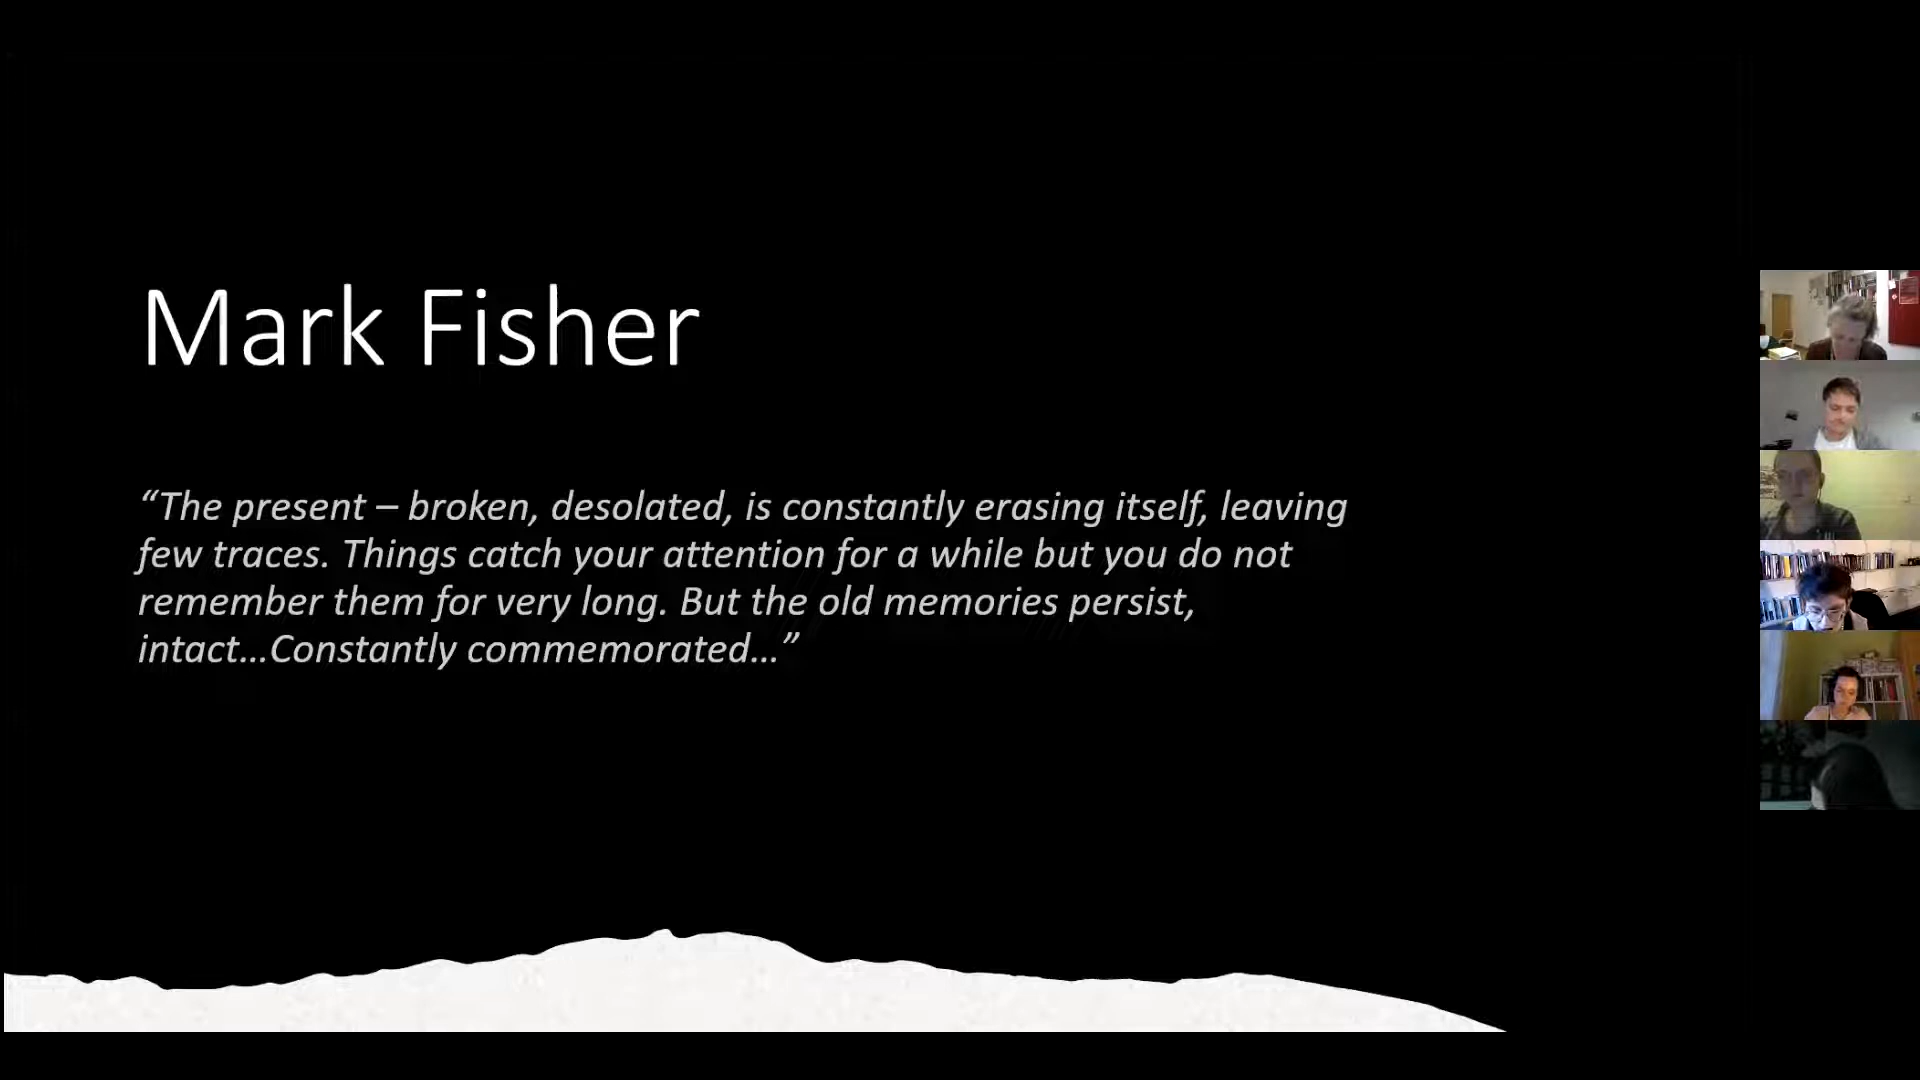 Mark Fisher
“The present – broken, desolated, is constantly erasing itself, leaving
few traces. Things catch your attention for a while but you do not
remember them for very long. But the old memories persist,
intact…Constantly commemorated…”